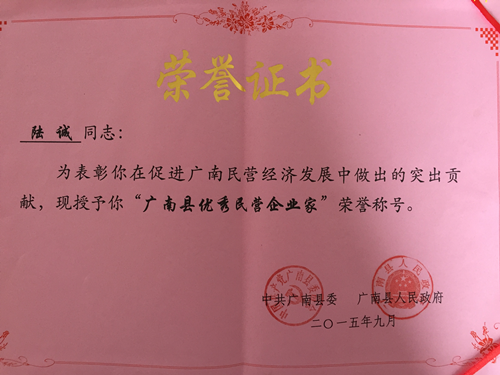 荣誉证书
陆诚同志：
为表彰你在促进广南民营经济发展中做出的突出贡
献，现授予你“广南县优秀民营企业家”荣誉称号。
中共广南县委 广南县人民政府
二〇一五年九月